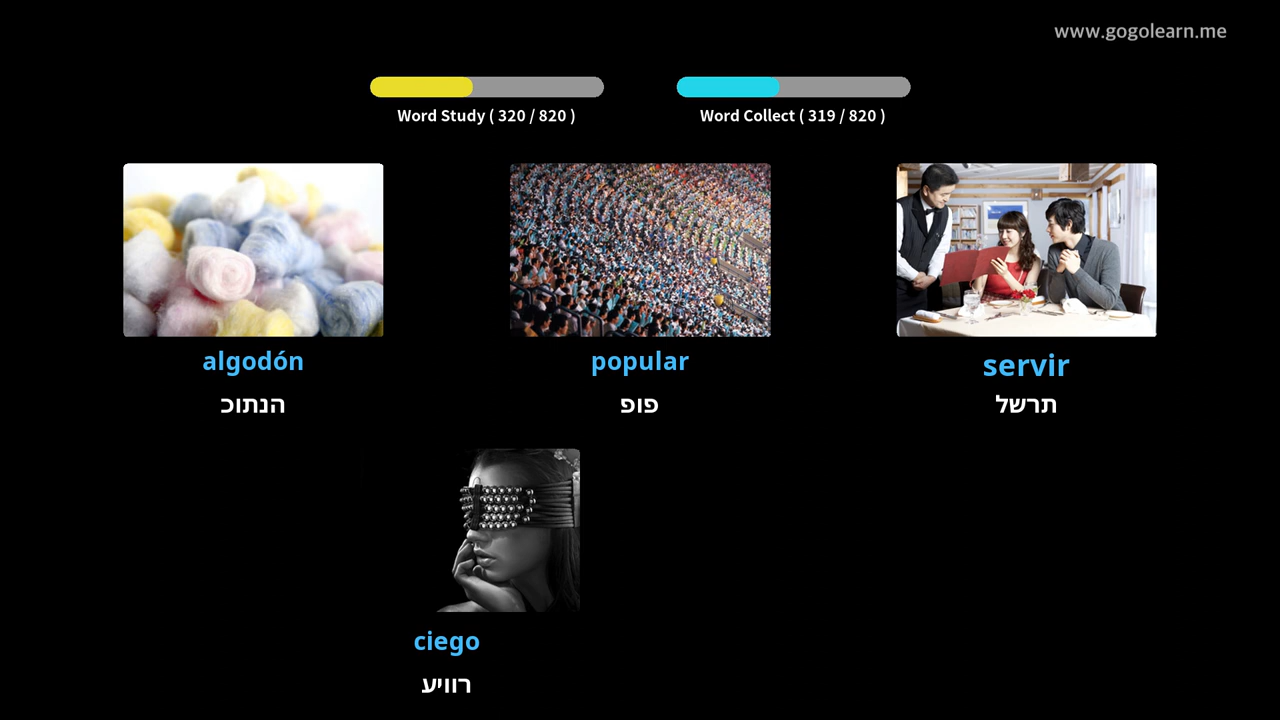 www.gogolearn.me
Word Study ( 320 / 820 )
Word Collect ( 319 / 820 )
algodón
הנתוכ
popular
פופ
servir
תרשל
ciego
רוויע